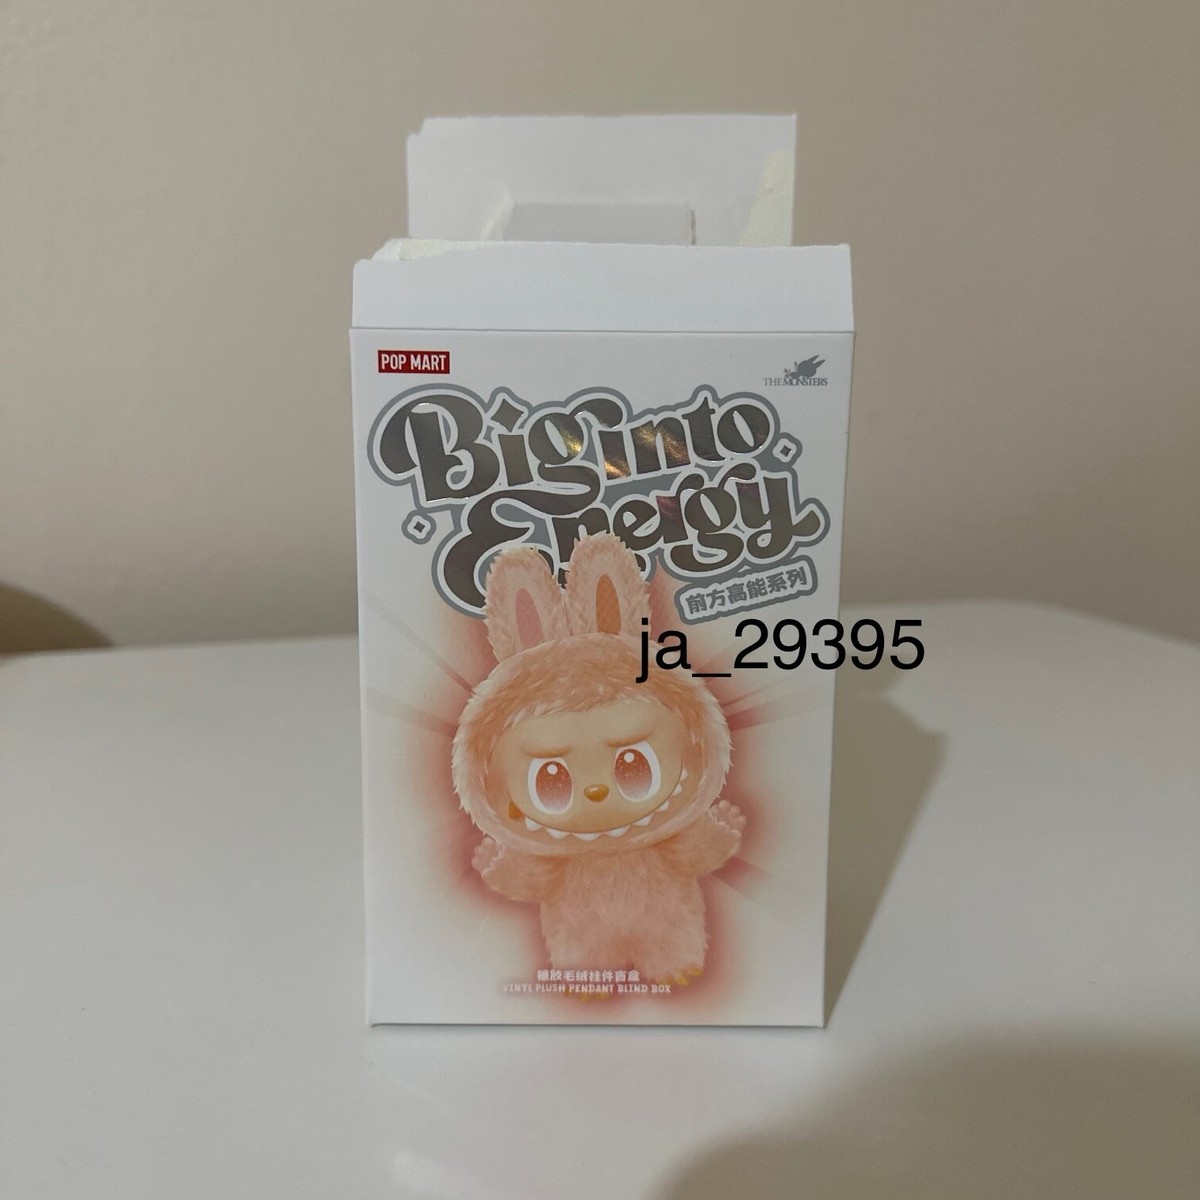 POP MART
THE MONSTERS
Big into
Energy
前方高能系列
ja_29395
搪胶毛绒挂件盲盒
VINYL PLUSH PENDANT BLIND BOX